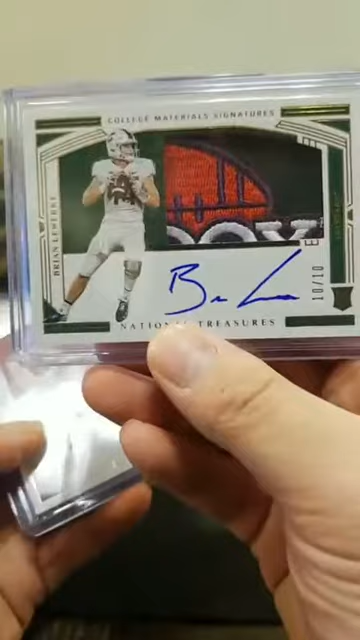 COLLEGE MATERIALS SIGNATURES
BRIAN LEWERKE
10/10
NATIONAL TREASURES